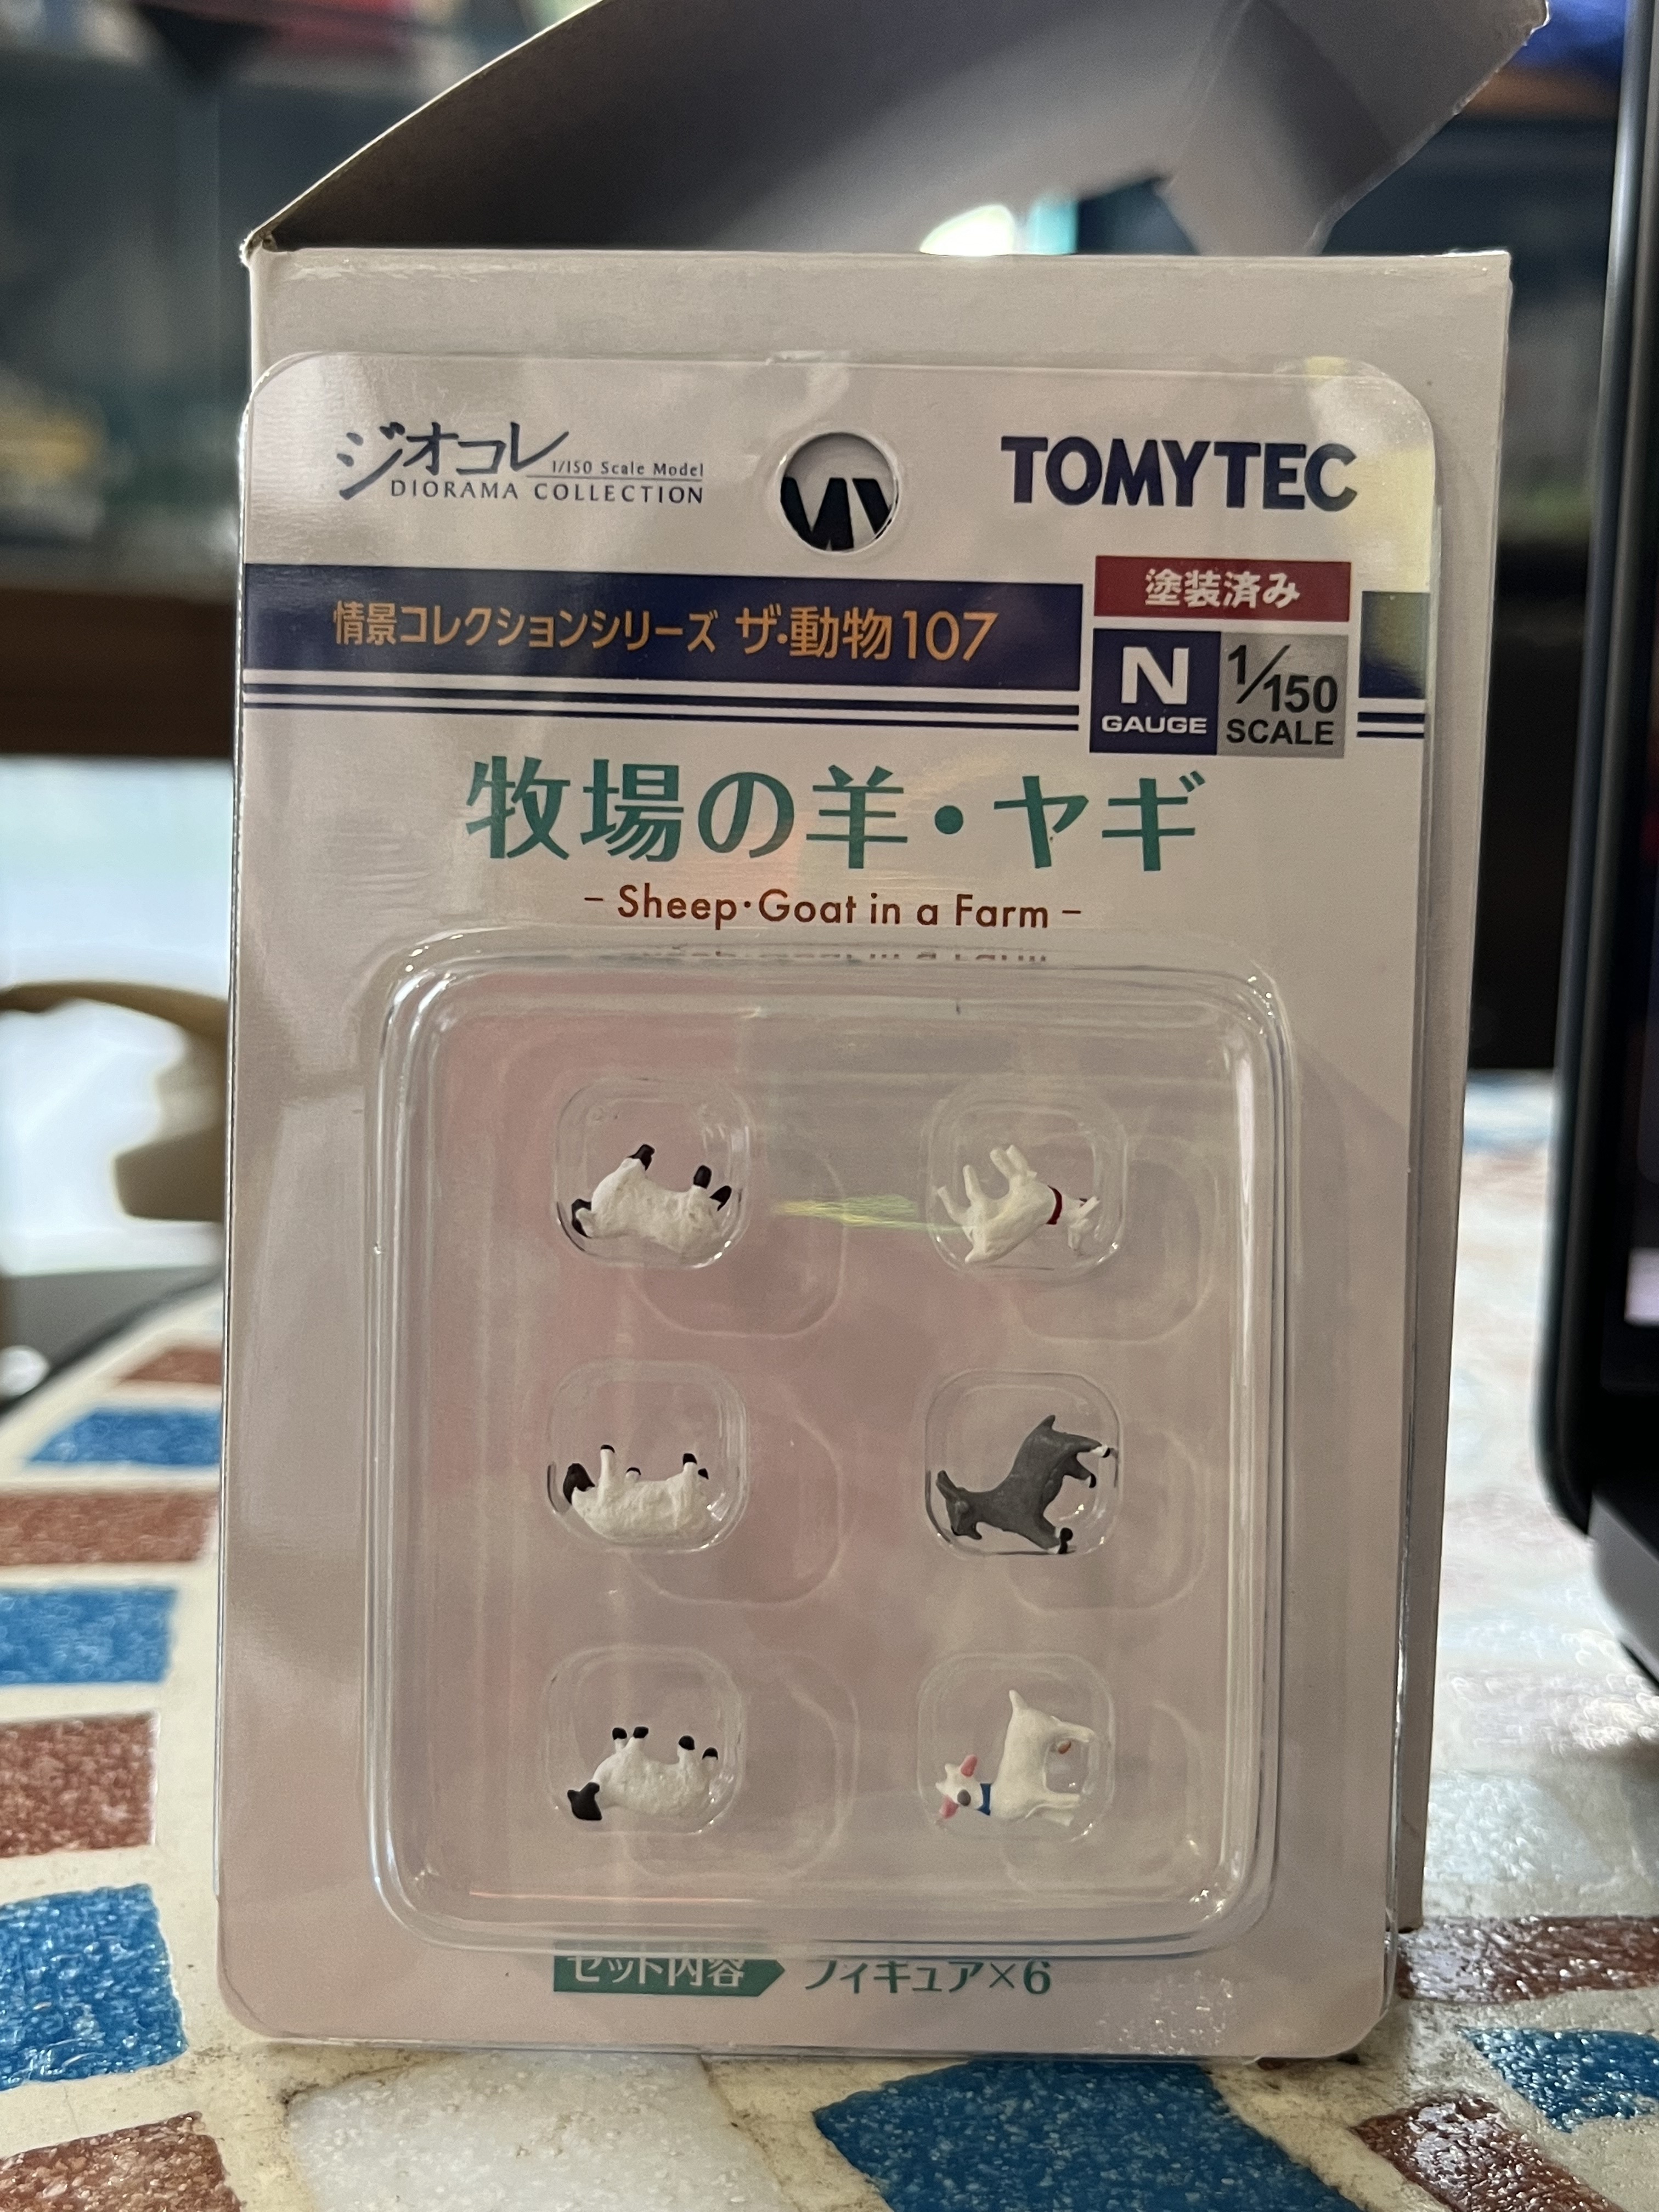 ジオコレ
1/150 Scale Model
DIORAMA COLLECTION
TOMYTEC
情景コレクションシリーズ ザ・動物107
塗装済み
N
GAUGE
1/150
SCALE
牧場の羊・ヤギ
- Sheep・Goat in a Farm -
セット内容 フィギュア×6